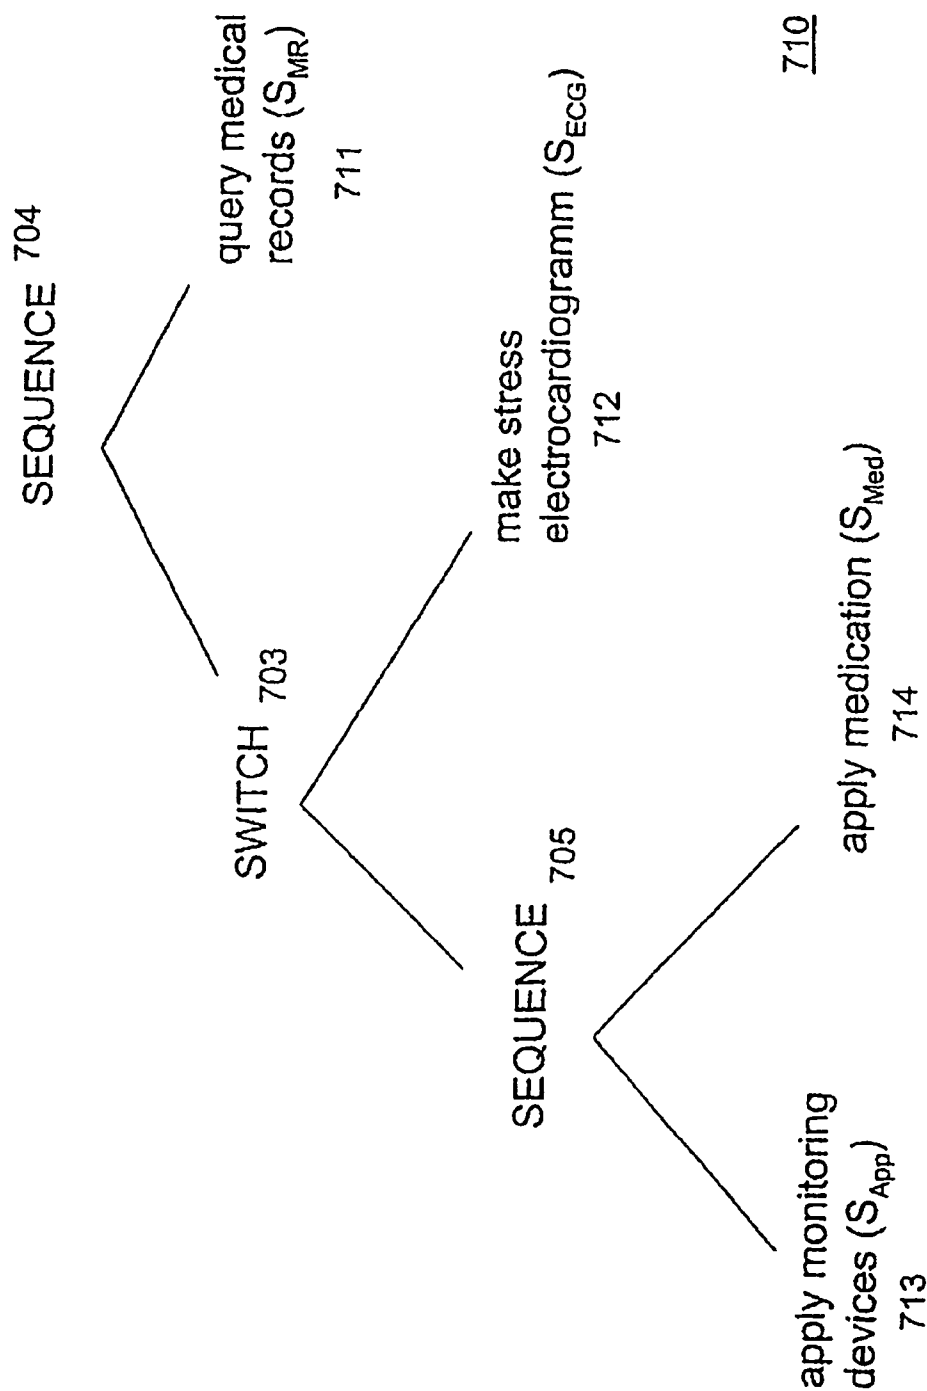 SEQUENCE 704
SWITCH 703
query medical
records (S_MR)
711
SEQUENCE 705
make stress
electrocardiogramm (S_ECG)
712
apply monitoring
devices (S_App)
713
apply medication (S_Med)
714
710